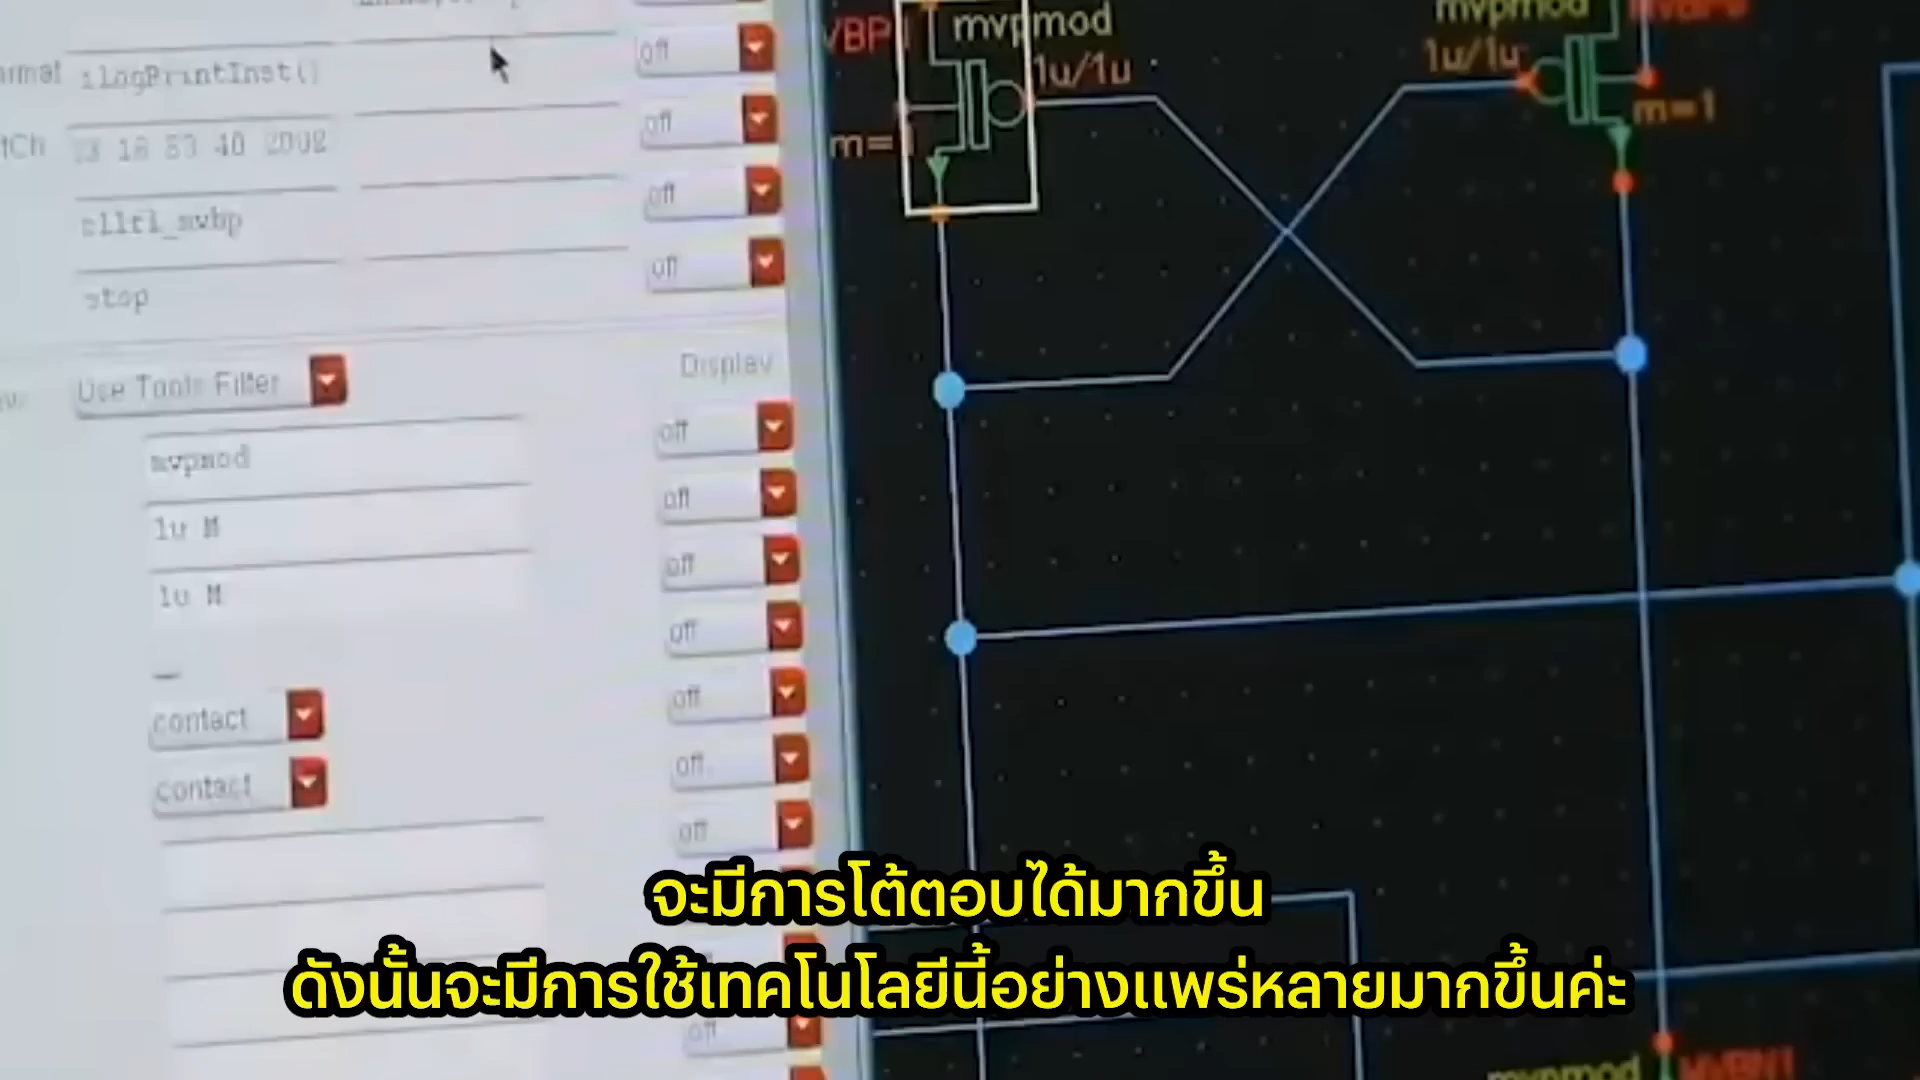 off
mvpmod
mvpmod
1u/1u
1u/1u
ilogPrintInst()
off
m=1
18 53 40 2002
off
m=1
off
stop
Display
Use Tools Filter
off
mvpmod
off
1u M
off
1u M
off
off
contact
off
contact
off
จะมีการโต้ตอบได้มากขึ้น
ดังนั้นจะมีการใช้เทคโนโลยีนี้อย่างแพร่หลายมากขึ้นค่ะ
off